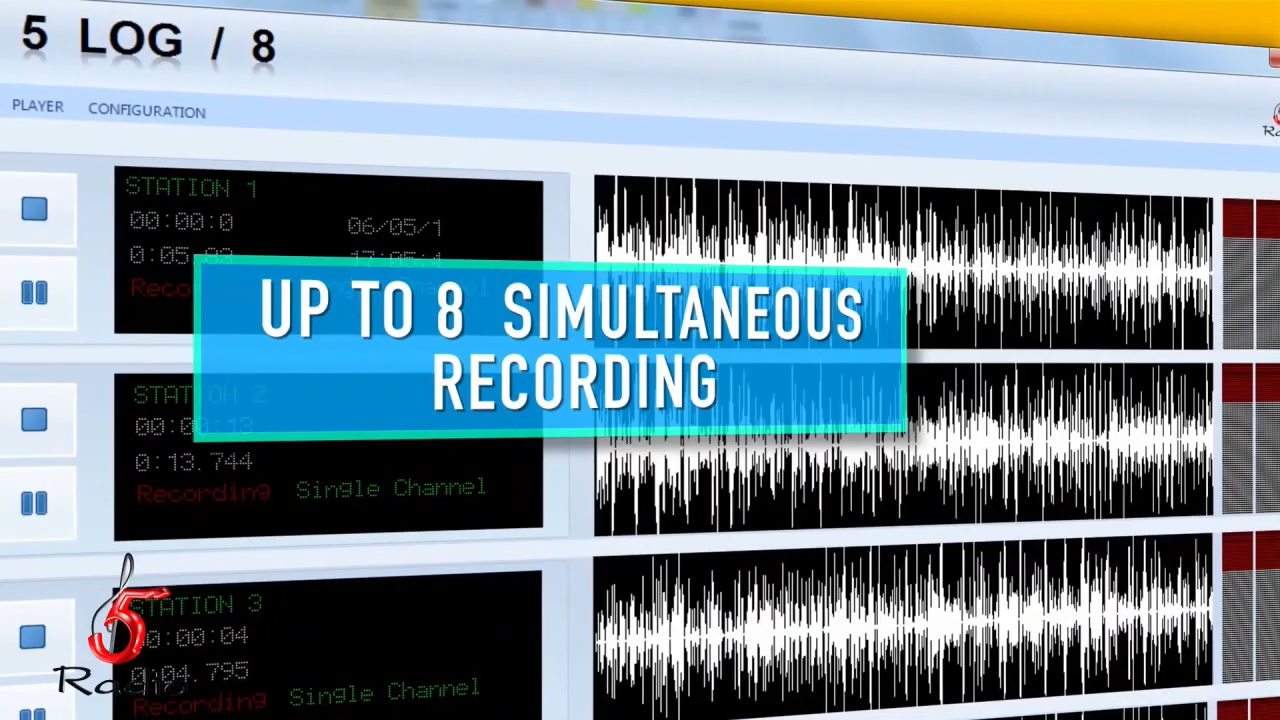 5 LOG / 8
PLAYER CONFIGURATION
STATION 1
00:00:0
06/05/1
UP TO 8 SIMULTANEOUS
RECORDING
0:13.744
Recording Single Channel
STATION 3
00:00:04
0:04.795
Recording Single Channel
5
Radio